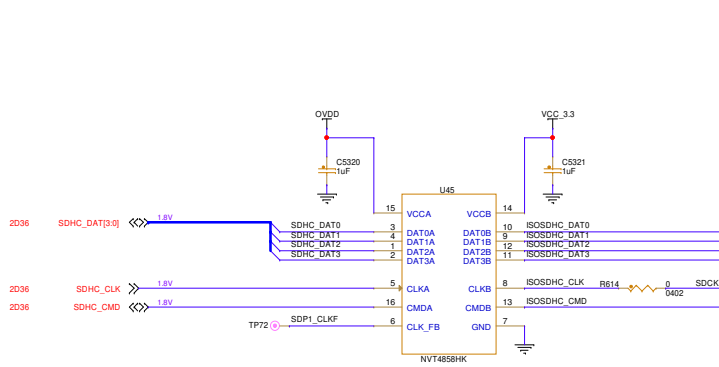 OVDD
VCC_3.3
C5320
1uF
C5321
1uF
U45
15 VCCA VCCB 14
2D36 SDHC_DAT[3:0] 1.8V
SDHC_DAT0 3 DAT0A DAT0B 10 ISOSDHC_DAT0
SDHC_DAT1 4 DAT1A DAT1B 9 ISOSDHC_DAT1
SDHC_DAT2 1 DAT2A DAT2B 12 ISOSDHC_DAT2
SDHC_DAT3 2 DAT3A DAT3B 11 ISOSDHC_DAT3
2D36 SDHC_CLK 1.8V 5 CLKA CLKB 8 ISOSDHC_CLK R614 0 SDCK
0402
2D36 SDHC_CMD 1.8V 16 CMDA CMDB 13 ISOSDHC_CMD
TP72 SDP1_CLKF 6 CLK_FB GND 7
NVT4858HK